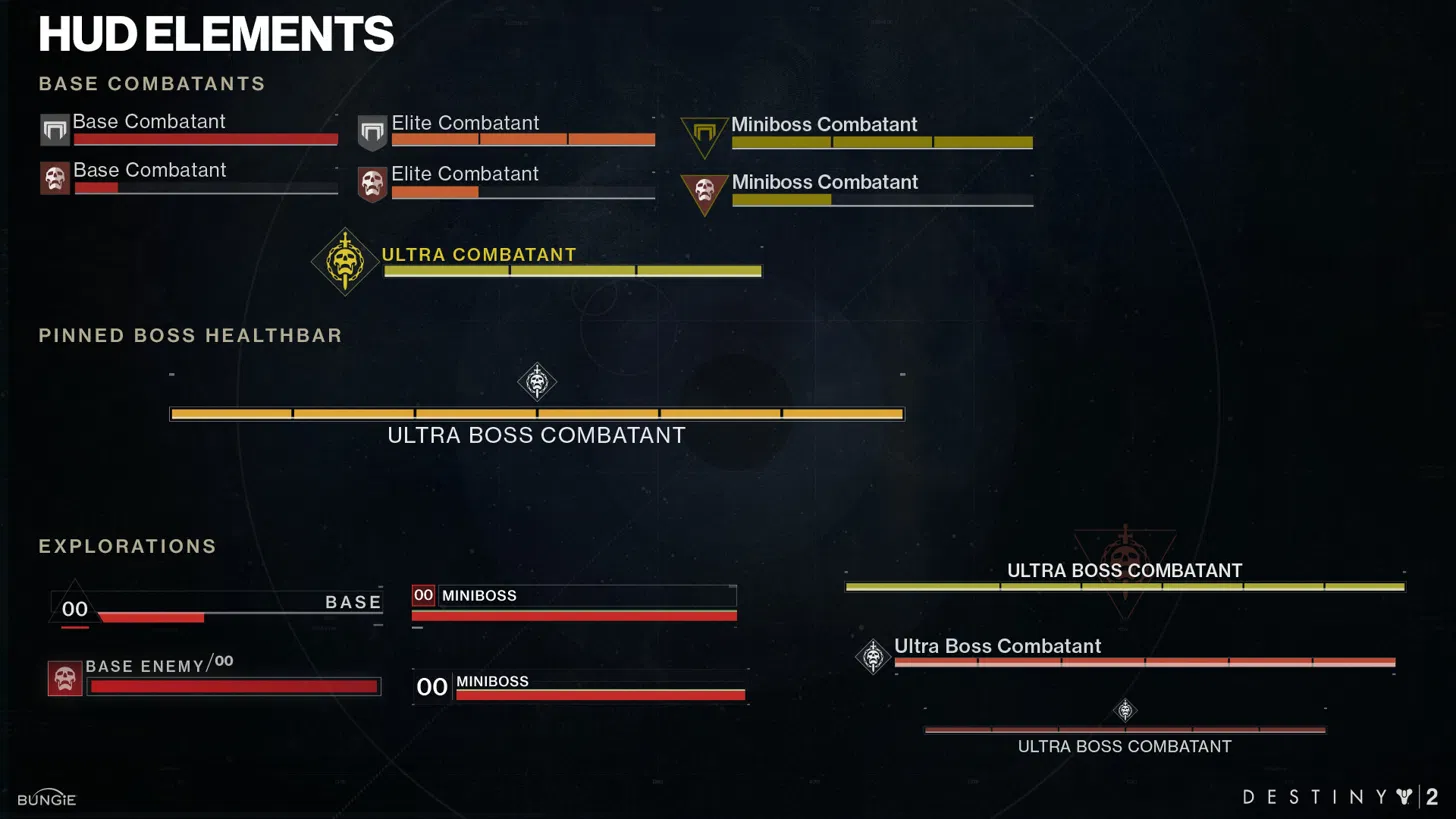 HUD ELEMENTS
BASE COMBATANTS
Base Combatant
Elite Combatant
Miniboss Combatant
Base Combatant
Elite Combatant
Miniboss Combatant
ULTRA COMBATANT
PINNED BOSS HEALTHBAR
ULTRA BOSS COMBATANT
EXPLORATIONS
00 BASE
00 MINIBOSS
BASE ENEMY/00
00 MINIBOSS
ULTRA BOSS COMBATANT
Ultra Boss Combatant
ULTRA BOSS COMBATANT
BUNGiE
DESTINY 2